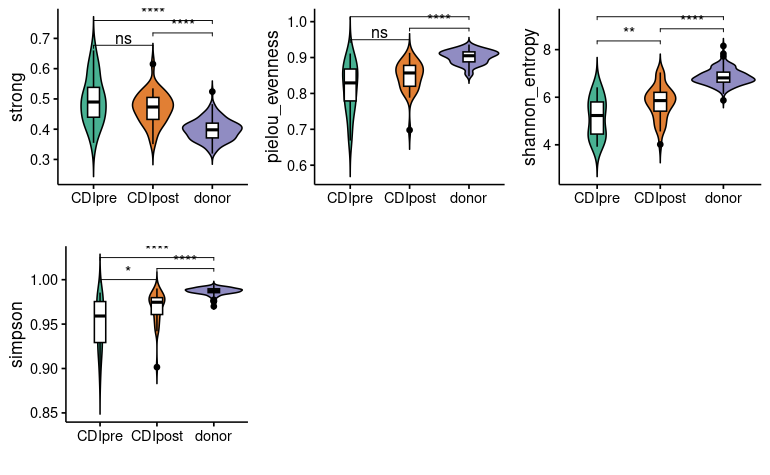 ****
****
ns
strong
0.7
0.6
0.5
0.4
0.3
CDIpre CDIpost donor
****
ns
pielou_evenness
1.0
0.9
0.8
0.7
0.6
CDIpre CDIpost donor
****
**
shannon_entropy
8
6
4
CDIpre CDIpost donor
****
****
*
simpson
1.00
0.95
0.90
0.85
CDIpre CDIpost donor